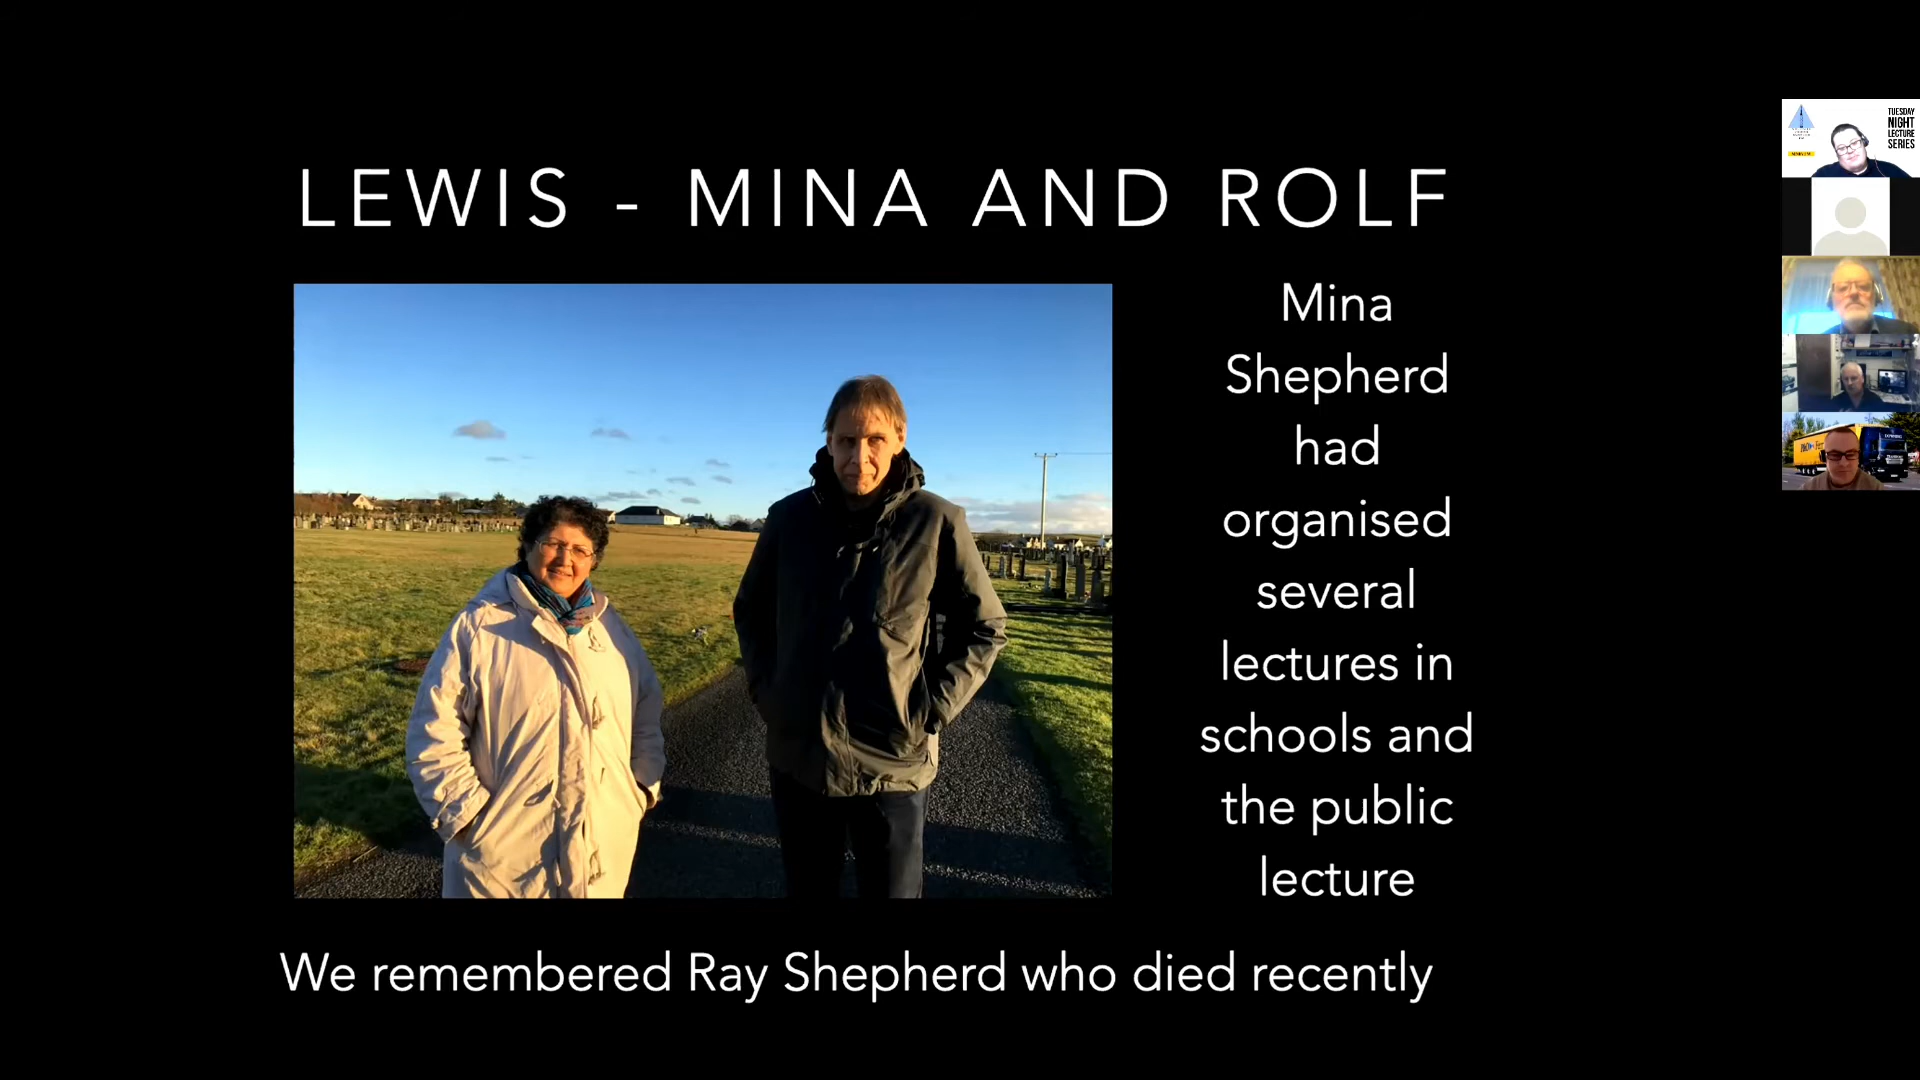 LEWIS - MINA AND ROLF
Mina
Shepherd
had
organised
several
lectures in
schools and
the public
lecture
We remembered Ray Shepherd who died recently
TUESDAY
NIGHT
LECTURE
SERIES